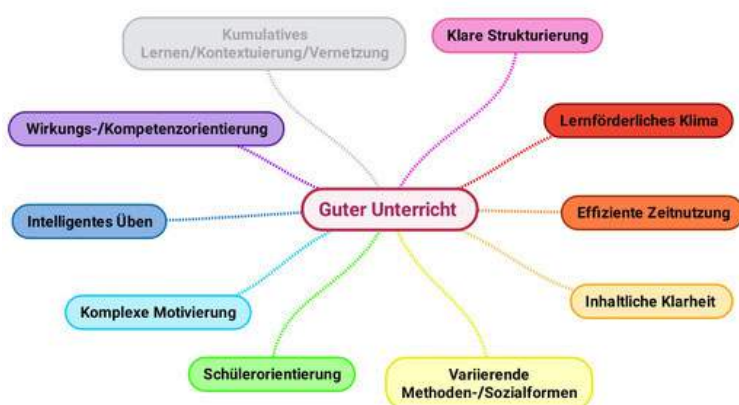 Kumulatives
Lernen/Kontextuierung/Vernetzung
Klare Strukturierung
Wirkungs-/Kompetenzorientierung
Lernförderliches Klima
Guter Unterricht
Intelligentes Üben
Effiziente Zeitnutzung
Komplexe Motivierung
Inhaltliche Klarheit
Schülerorientierung
Variierende
Methoden-/Sozialformen